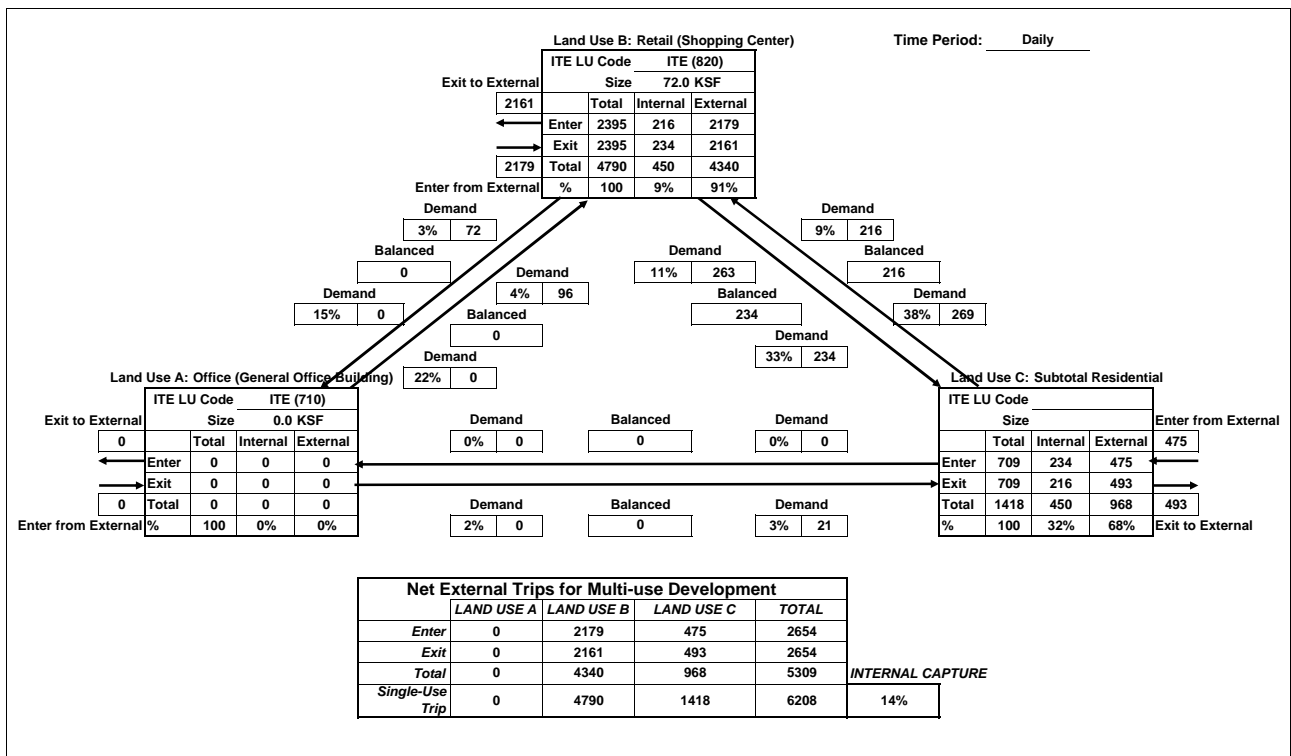 Land Use B: Retail (Shopping Center)
Time Period: Daily
ITE LU Code ITE (820)
Exit to External Size 72.0 KSF
2161 Total Internal External
Enter 2395 216 2179
Exit 2395 234 2161
2179 Total 4790 450 4340
Enter from External % 100 9% 91%
Demand Demand
3% 72 9% 216
Balanced Demand Balanced
0 11% 263 216
Demand
4% 96
Demand Balanced Demand
15% 0 234 38% 269
Balanced
0
Demand Demand
22% 0 33% 234
Land Use A: Office (General Office Building)
ITE LU Code ITE (710)
Exit to External Size 0.0 KSF
0 Total Internal External
Enter 0 0 0
Exit 0 0 0
0 Total 0 0 0
Enter from External % 100 0% 0%
Demand Balanced Demand
0% 0 0 0% 0
Demand Balanced Demand
2% 0 0 3% 21
Land Use C: Subtotal Residential
ITE LU Code
Size Enter from External
Total Internal External 475
Enter 709 234 475
Exit 709 216 493
Total 1418 450 968 493
% 100 32% 68% Exit to External
Net External Trips for Multi-use Development
LAND USE A LAND USE B LAND USE C TOTAL
Enter 0 2179 475 2654
Exit 0 2161 493 2654
Total 0 4340 968 5309 INTERNAL CAPTURE
Single-Use
Trip 0 4790 1418 6208 14%